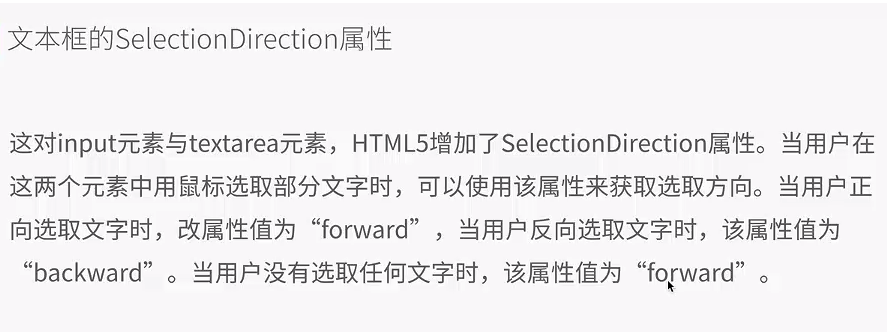 文本框的SelectionDirection属性
这对input元素与textarea元素，HTML5增加了SelectionDirection属性。当用户在
这两个元素中用鼠标选取部分文字时，可以使用该属性来获取选取方向。当用户正
向选取文字时，改属性值为“forward”，当用户反向选取文字时，该属性值为
“backward”。当用户没有选取任何文字时，该属性值为“forward”。